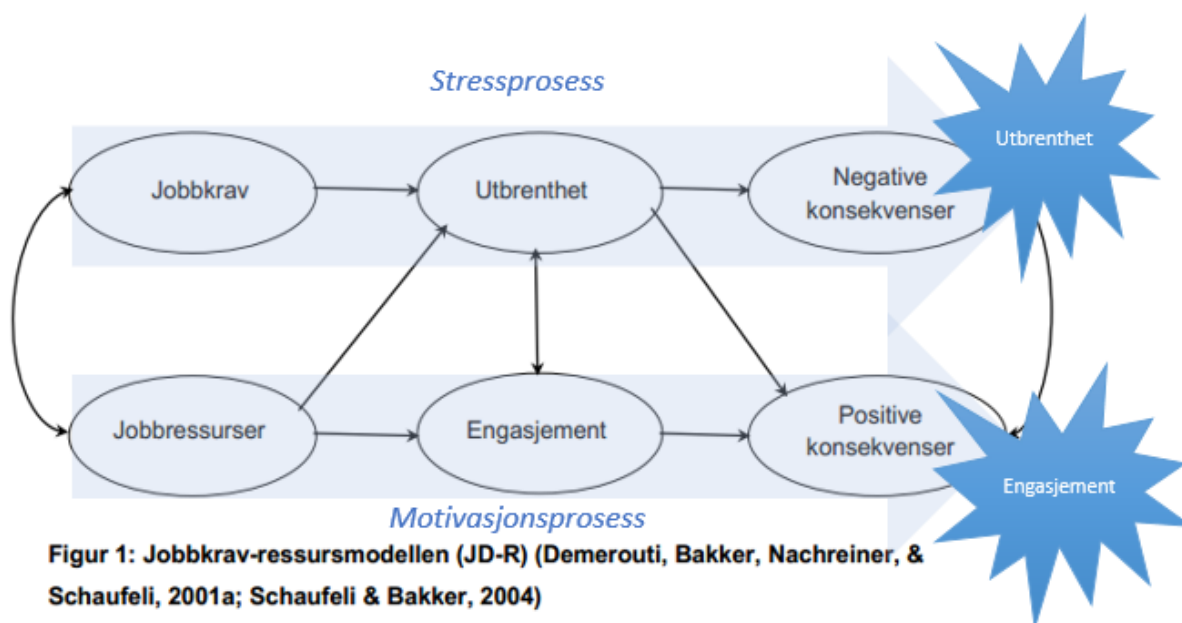 Stressprosess
Utbrenthet
Jobbkrav
Utbrenthet
Negative
konsekvenser
Jobbressurser
Engasjement
Positive
konsekvenser
Engasjement
Motivasjonsprosess
Figur 1: Jobbkrav-ressursmodellen (JD-R) (Demerouti, Bakker, Nachreiner, &
Schaufeli, 2001a; Schaufeli & Bakker, 2004)